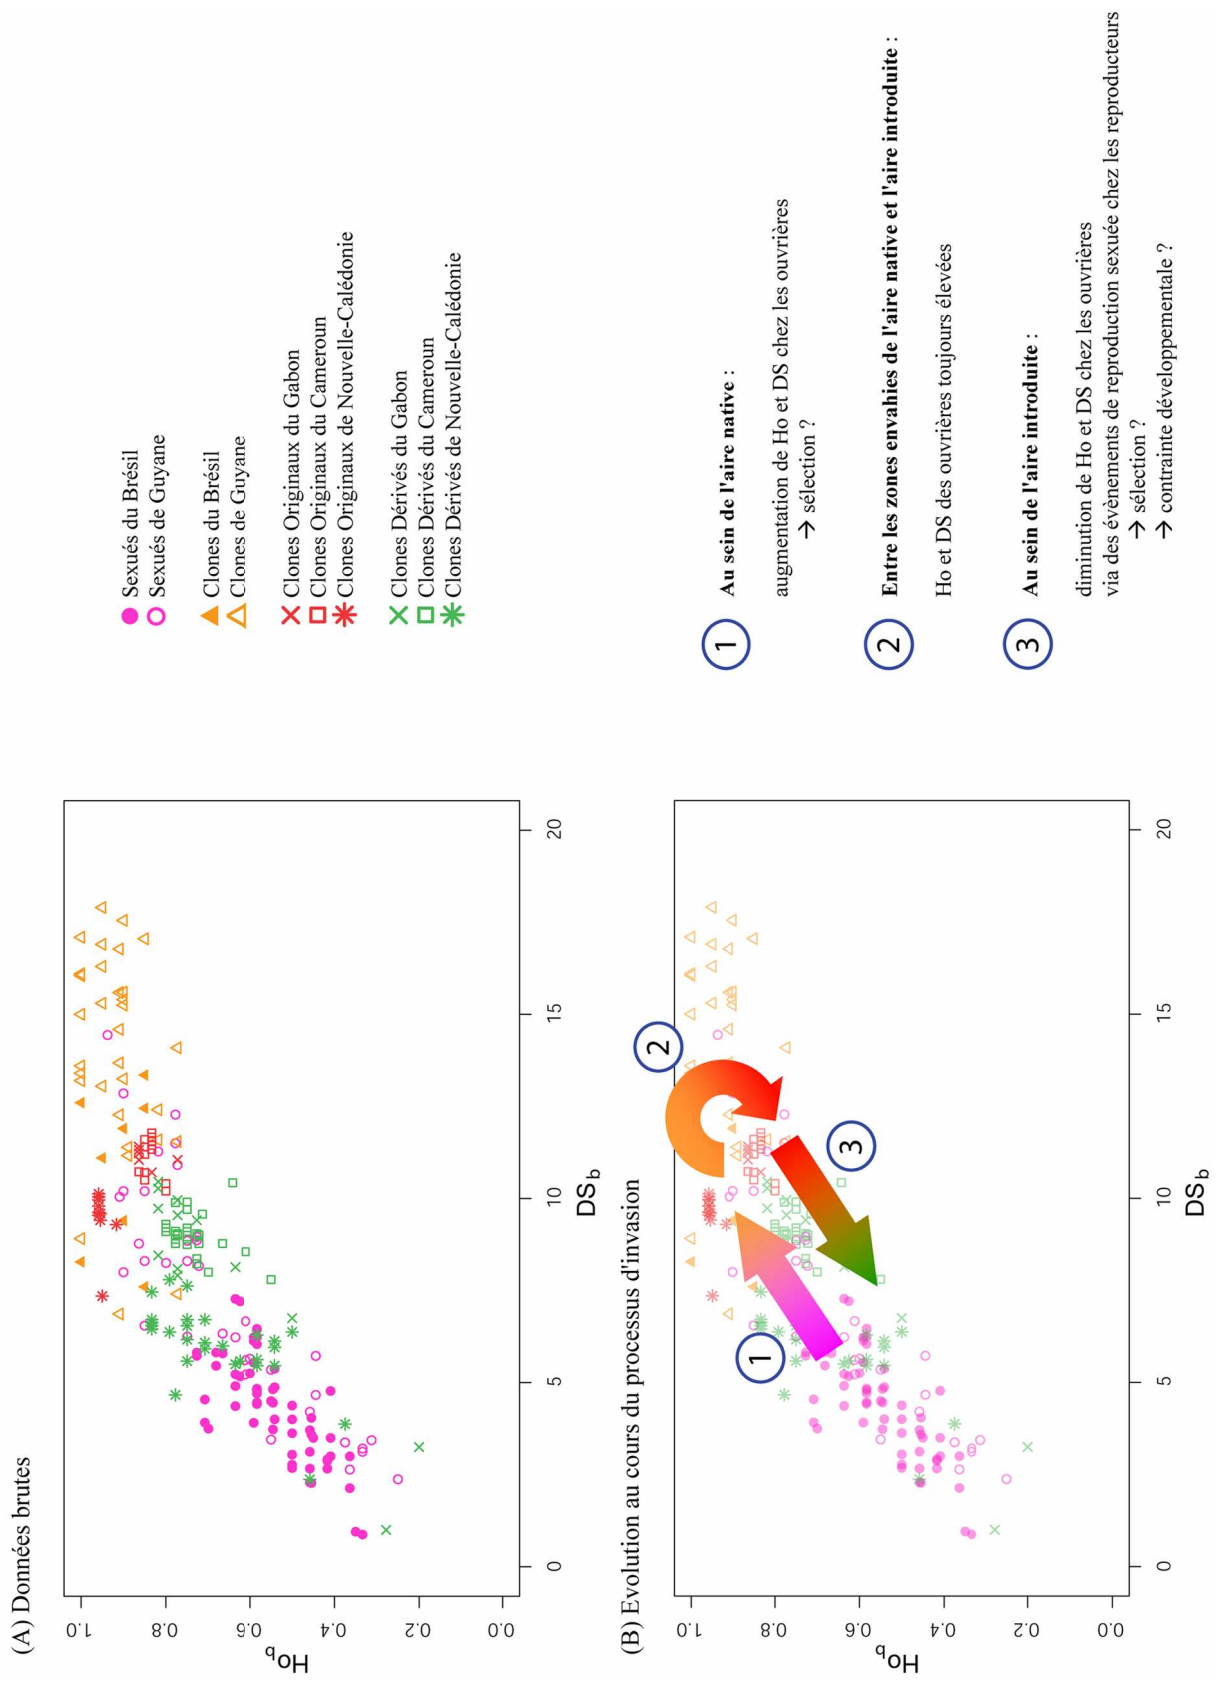 (A) Données brutes
Ho_b
1.0
0.8
0.6
0.4
0.2
0.0
0
5
10
15
20
DS_b
Sexués du Brésil
Sexués de Guyane
Clones du Brésil
Clones de Guyane
Clones Originaux du Gabon
Clones Originaux du Cameroun
Clones Originaux de Nouvelle-Calédonie
Clones Dérivés du Gabon
Clones Dérivés du Cameroun
Clones Dérivés de Nouvelle-Calédonie
(B) Evolution au cours du processus d'invasion
Ho_b
1.0
0.8
0.6
0.4
0.2
0.0
1
2
3
0
5
10
15
20
DS_b
1 Au sein de l'aire native :
augmentation de Ho et DS chez les ouvrières
→ sélection ?
2 Entre les zones envahies de l'aire native et l'aire introduite :
Ho et DS des ouvrières toujours élevées
3 Au sein de l'aire introduite :
diminution de Ho et DS chez les ouvrières
via des évènements de reproduction sexuée chez les reproducteurs
→ sélection ?
→ contrainte développementale ?